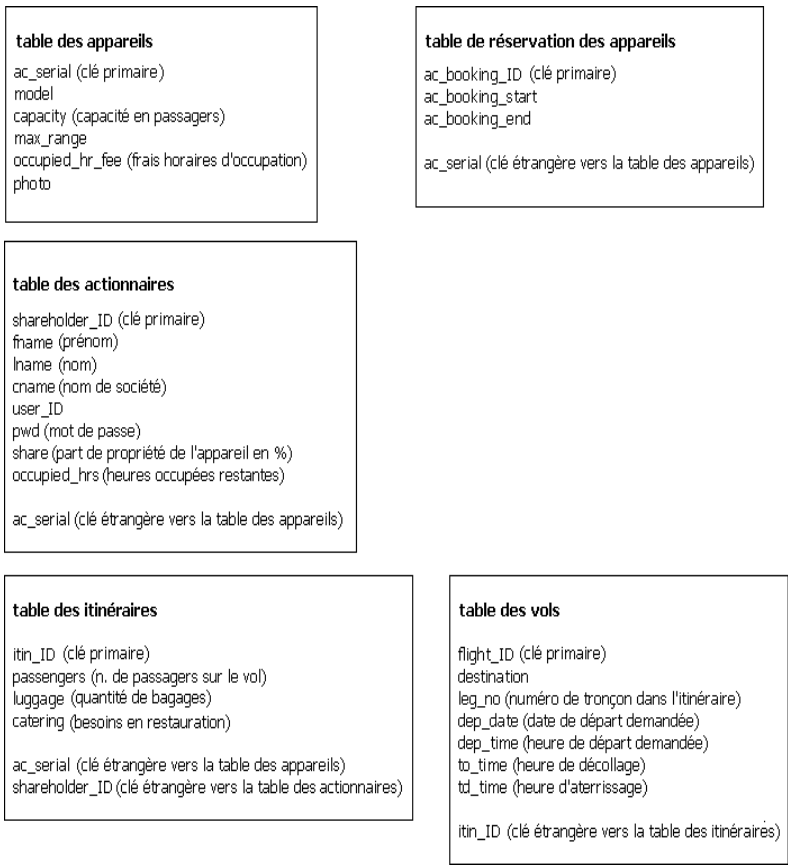 table des appareils
ac_serial (clé primaire)
model
capacity (capacité en passagers)
max_range
occupied_hr_fee (frais horaires d'occupation)
photo
table de réservation des appareils
ac_booking_ID (clé primaire)
ac_booking_start
ac_booking_end
ac_serial (clé étrangère vers la table des appareils)
table des actionnaires
shareholder_ID (clé primaire)
fname (prénom)
lname (nom)
cname (nom de société)
user_ID
pwd (mot de passe)
share (part de propriété de l'appareil en %)
occupied_hrs (heures occupées restantes)
ac_serial (clé étrangère vers la table des appareils)
table des itinéraires
itin_ID (clé primaire)
passengers (n. de passagers sur le vol)
luggage (quantité de bagages)
catering (besoins en restauration)
ac_serial (clé étrangère vers la table des appareils)
shareholder_ID (clé étrangère vers la table des actionnaires)
table des vols
flight_ID (clé primaire)
destination
leg_no (numéro de tronçon dans l'itinéraire)
dep_date (date de départ demandée)
dep_time (heure de départ demandée)
to_time (heure de décollage)
td_time (heure d'aterrissage)
itin_ID (clé étrangère vers la table des itinéraires)